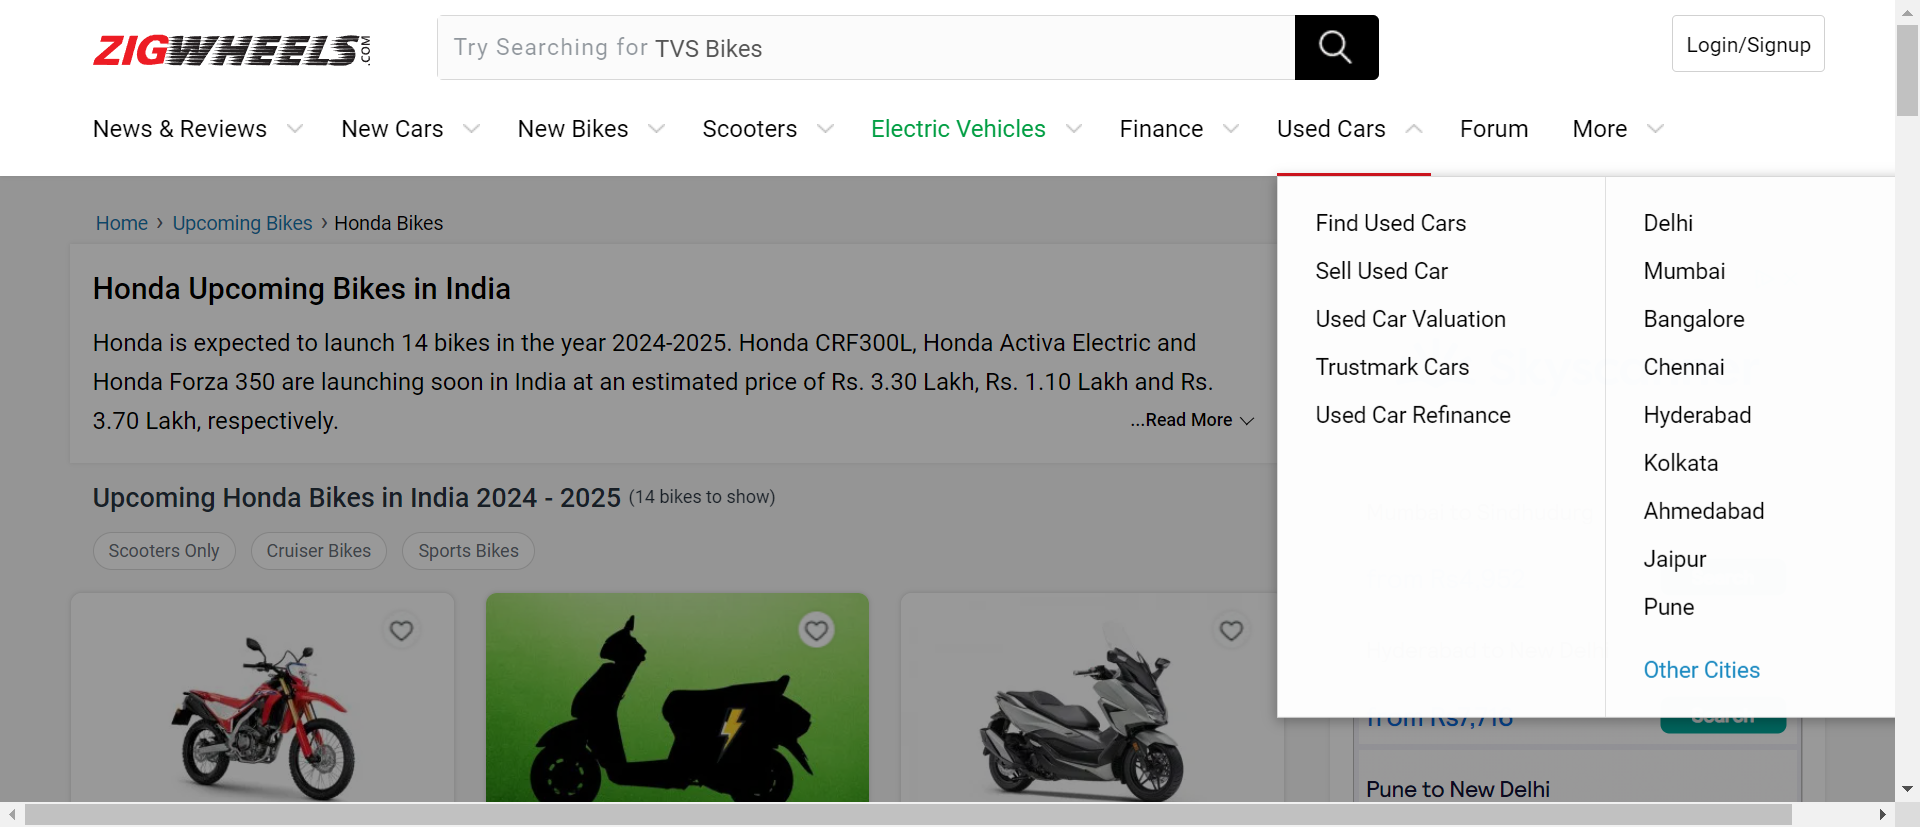 ZIGWHEELS.COM
Try Searching for TVS Bikes
Login/Signup
News & Reviews
New Cars
New Bikes
Scooters
Electric Vehicles
Finance
Used Cars
Forum
More
Home › Upcoming Bikes › Honda Bikes
Honda Upcoming Bikes in India
Honda is expected to launch 14 bikes in the year 2024-2025. Honda CRF300L, Honda Activa Electric and
Honda Forza 350 are launching soon in India at an estimated price of Rs. 3.30 Lakh, Rs. 1.10 Lakh and Rs.
3.70 Lakh, respectively.
...Read More
Upcoming Honda Bikes in India 2024 - 2025 (14 bikes to show)
Scooters Only
Cruiser Bikes
Sports Bikes
Find Used Cars
Sell Used Car
Used Car Valuation
Trustmark Cars
Used Car Refinance
Delhi
Mumbai
Bangalore
Chennai
Hyderabad
Kolkata
Ahmedabad
Jaipur
Pune
Other Cities
from Rs7,716
Search
Pune to New Delhi